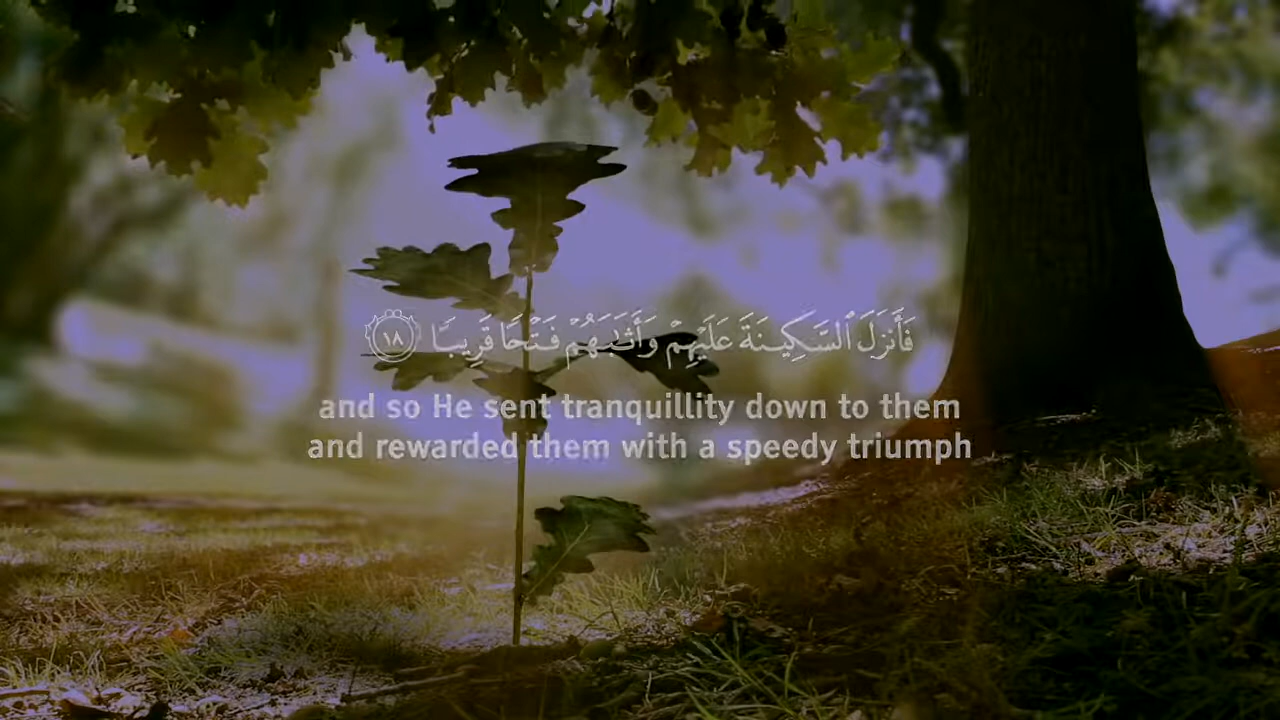 فَأَنزَلَ ٱلسَّكِينَةَ عَلَيْهِمْ وَأَثَـٰبَهُمْ فَتْحًا قَرِيبًا ١٨
and so He sent tranquillity down to them
and rewarded them with a speedy triumph